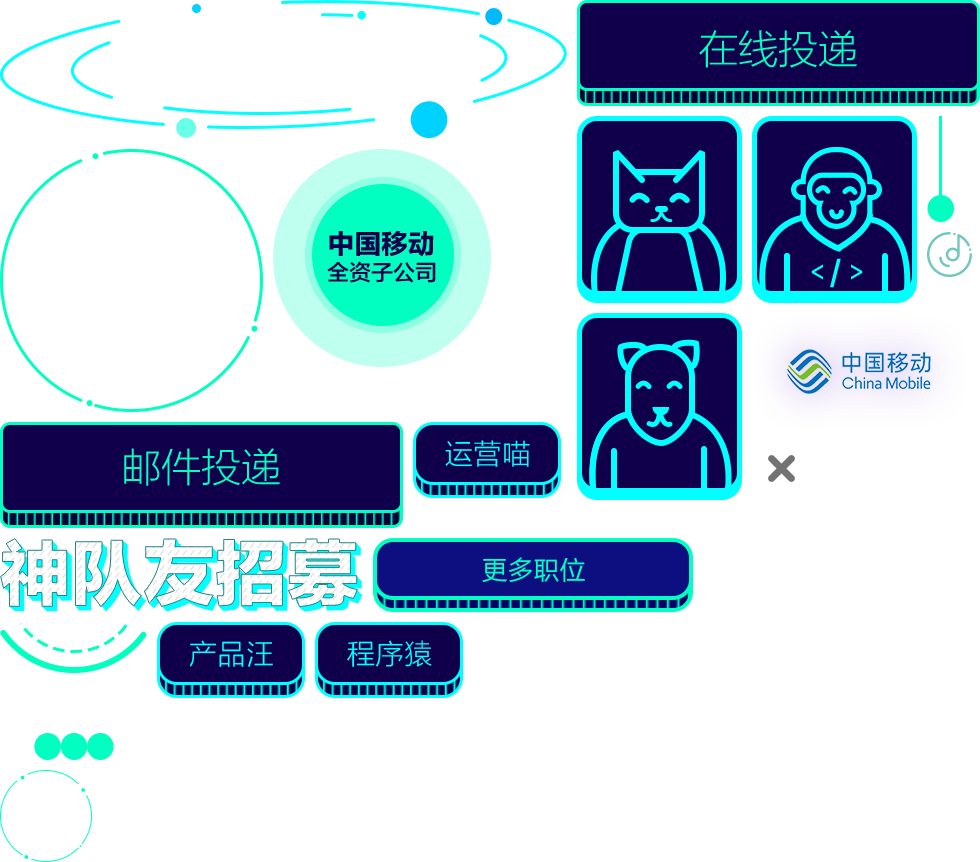 在线投递
中国移动
全资子公司
</>
中国移动
China Mobile
邮件投递
运营喵
神队友招募
更多职位
产品汪
程序猿